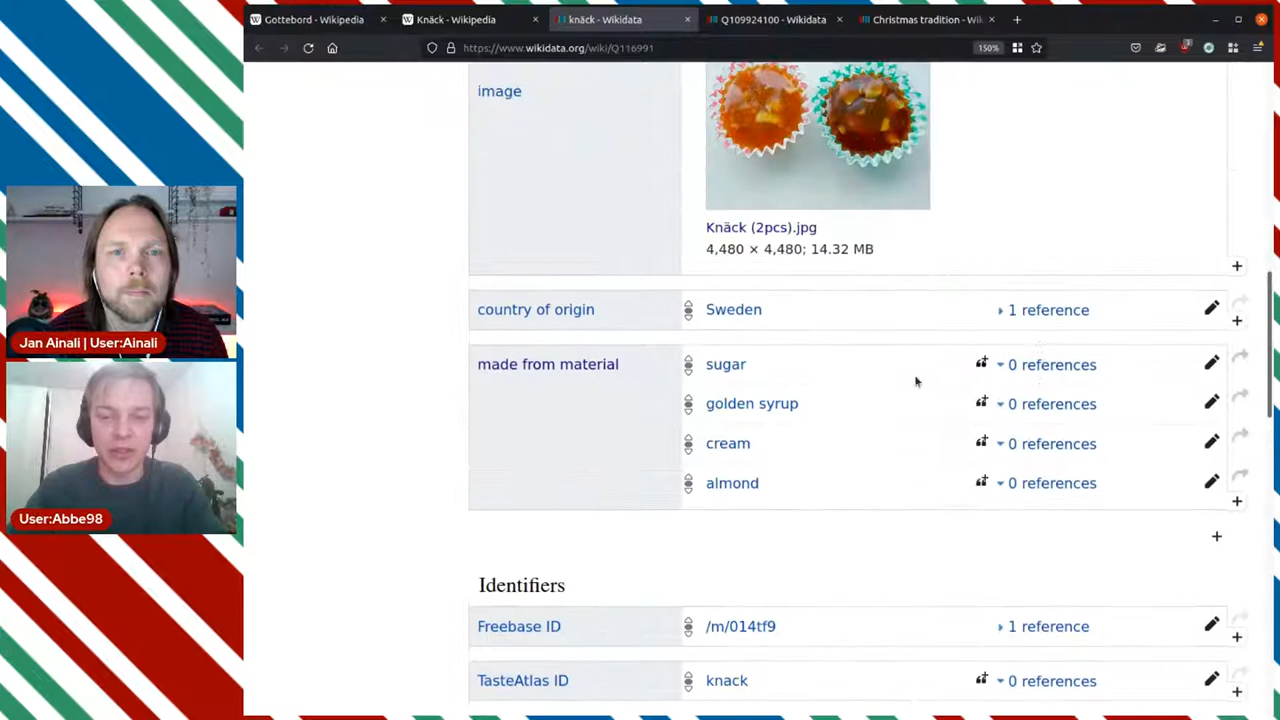 Gottebord - Wikipedia
Knäck - Wikipedia
knäck - Wikidata
Q109924100 - Wikidata
Christmas tradition - Wik
https://www.wikidata.org/wiki/Q116991
150%
image
Knäck (2pcs).jpg
4,480 × 4,480; 14.32 MB
country of origin
Sweden
1 reference
made from material
sugar
0 references
golden syrup
0 references
cream
0 references
almond
0 references
Identifiers
Freebase ID
/m/014tf9
1 reference
TasteAtlas ID
knack
0 references
Jan Ainali | User:Ainali
User:Abbe98